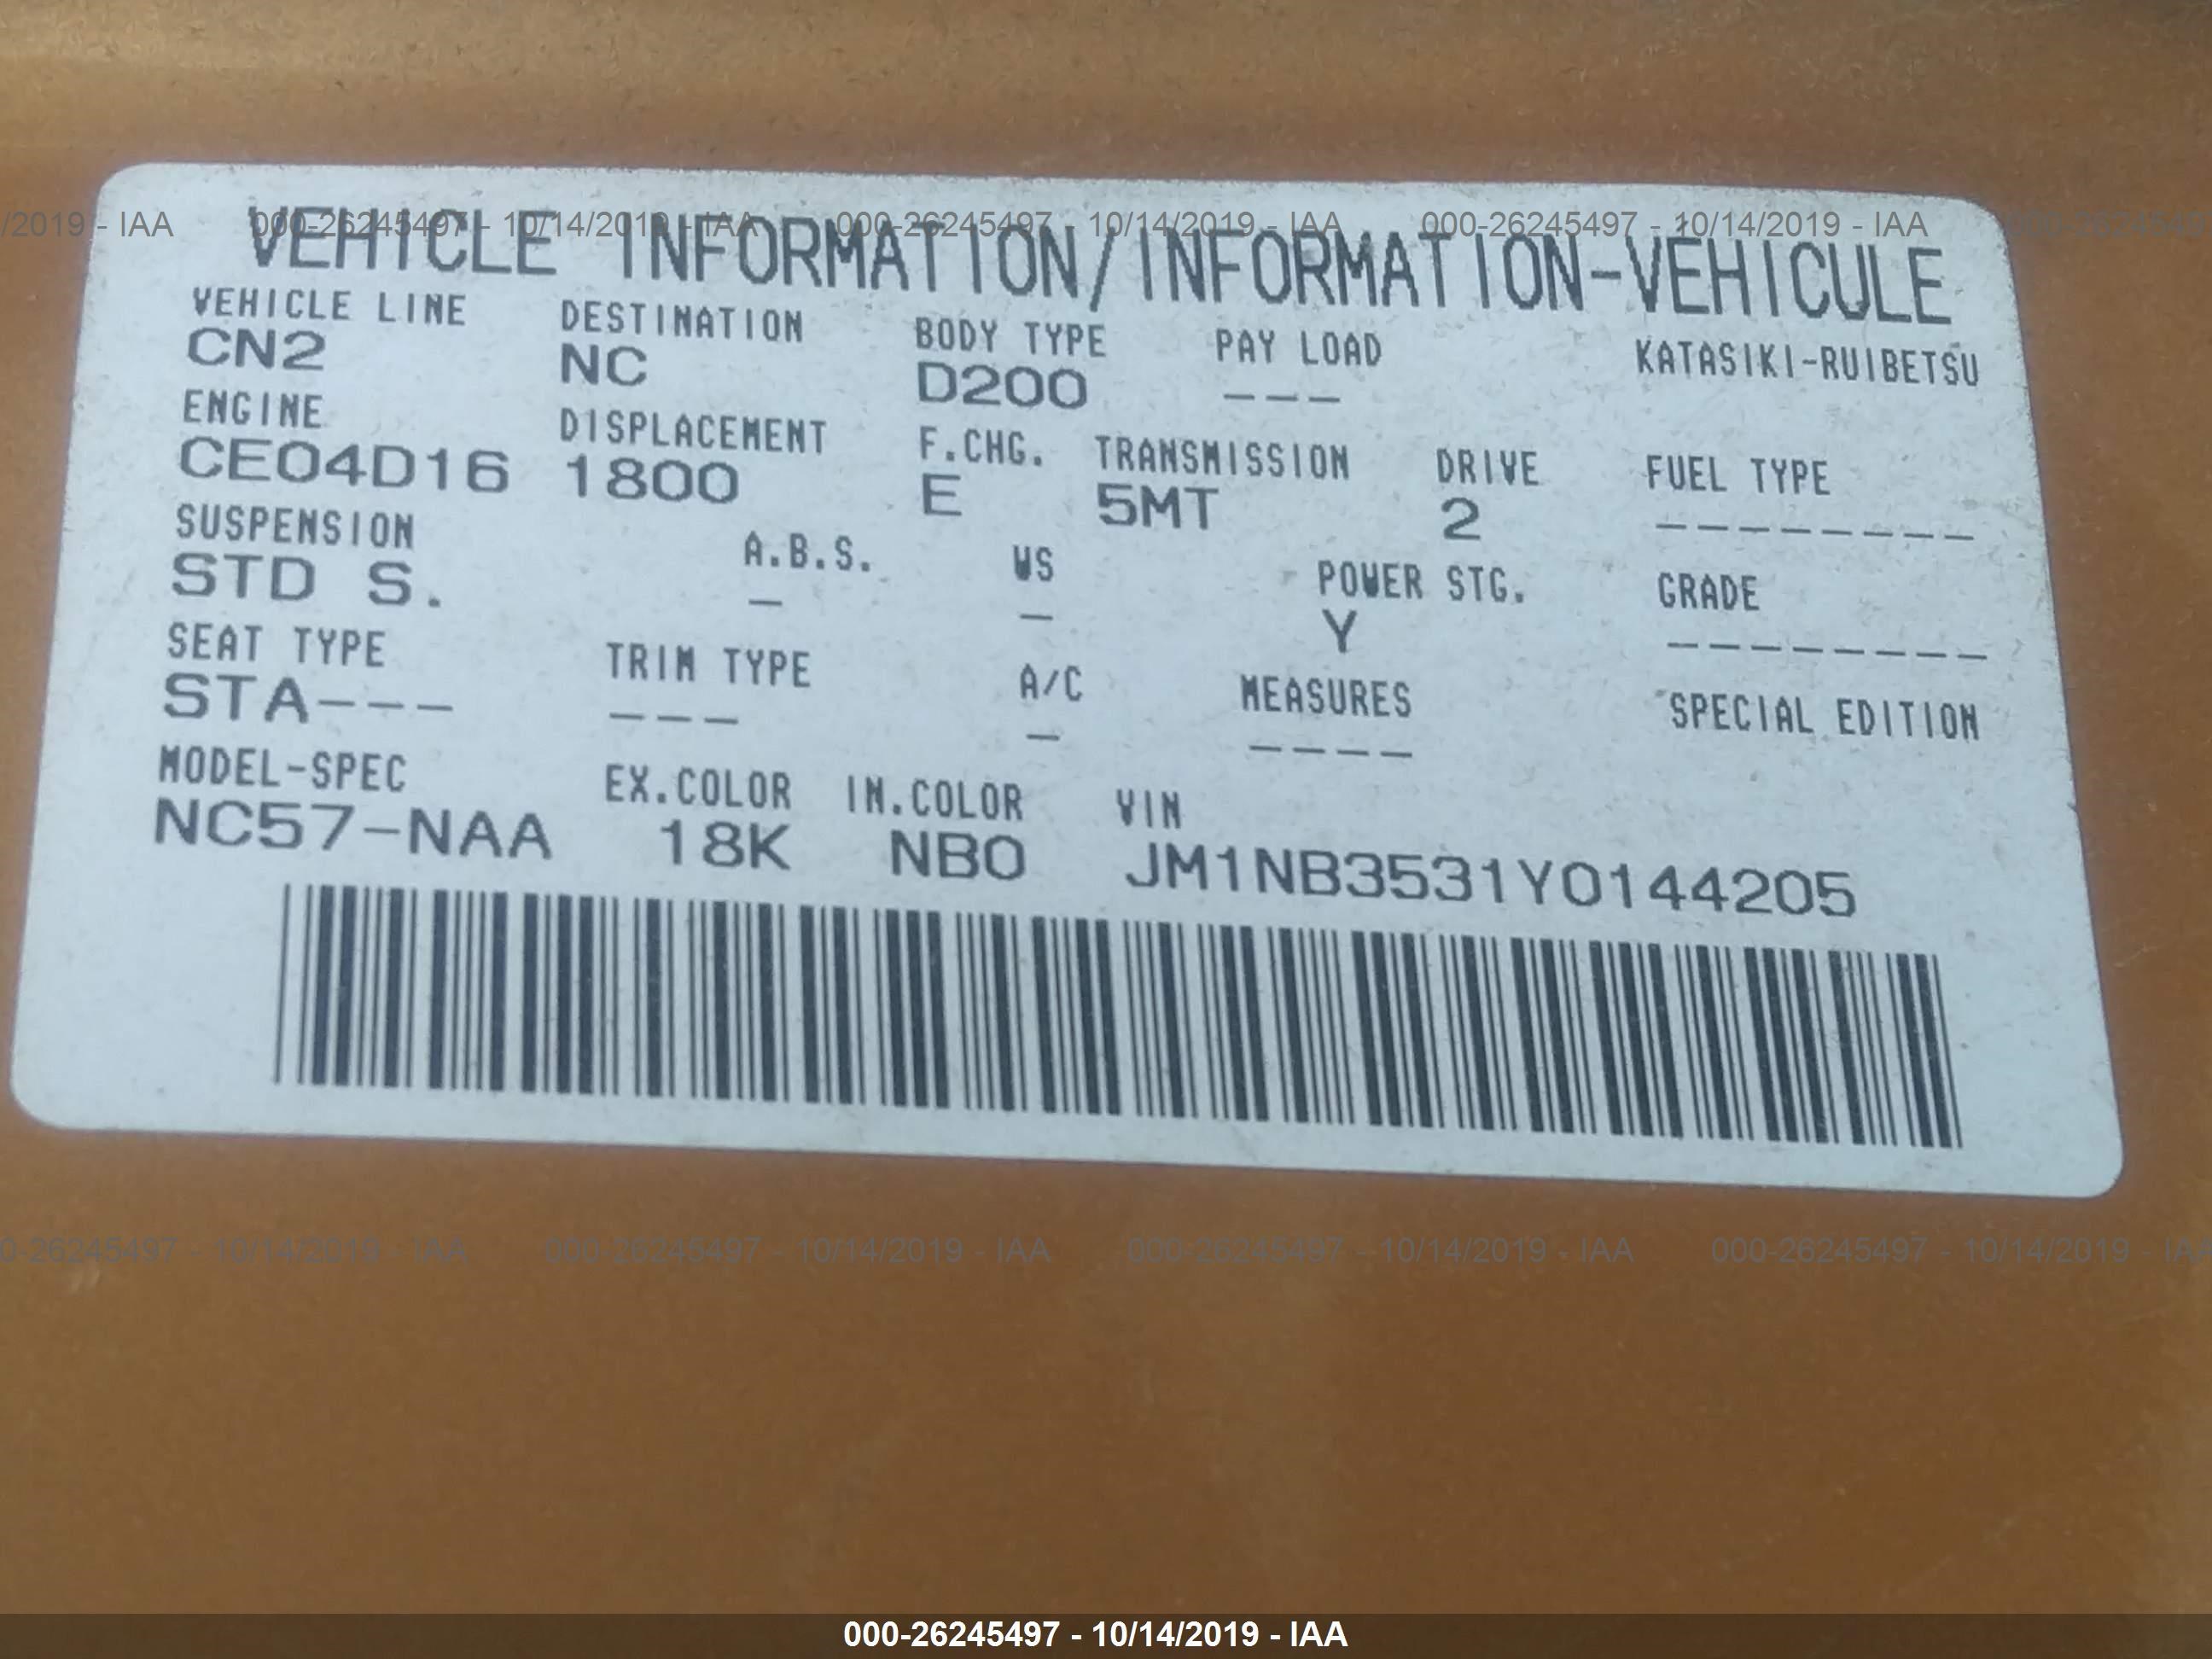 /2019 - IAA 000-26245497 - 10/14/2019 - IAA 000-26245497 - 10/14/2019 - IAA 000-26245497 - 10/14/2019 - IAA 000-26245497
VEHICLE INFORMATION/INFORMATION-VEHICULE
VEHICLE LINE DESTINATION BODY TYPE PAY LOAD KATASIKI-RUIBETSU
CN2 NC D200 ---
ENGINE DISPLACEMENT F.CHG. TRANSMISSION DRIVE FUEL TYPE
CE04D16 1800 E 5MT 2 --------
SUSPENSION A.B.S. WS POWER STG. GRADE
STD S. - - Y --------
SEAT TYPE TRIM TYPE A/C MEASURES SPECIAL EDITION
STA--- --- - ----
MODEL-SPEC EX.COLOR IN.COLOR VIN
NC57-NAA 18K NB0 JM1NB3531Y0144205
0-26245497 - 10/14/2019 - IAA 000-26245497 - 10/14/2019 - IAA 000-26245497 - 10/14/2019 - IAA 000-26245497 - 10/14/2019 - IAA
000-26245497 - 10/14/2019 - IAA